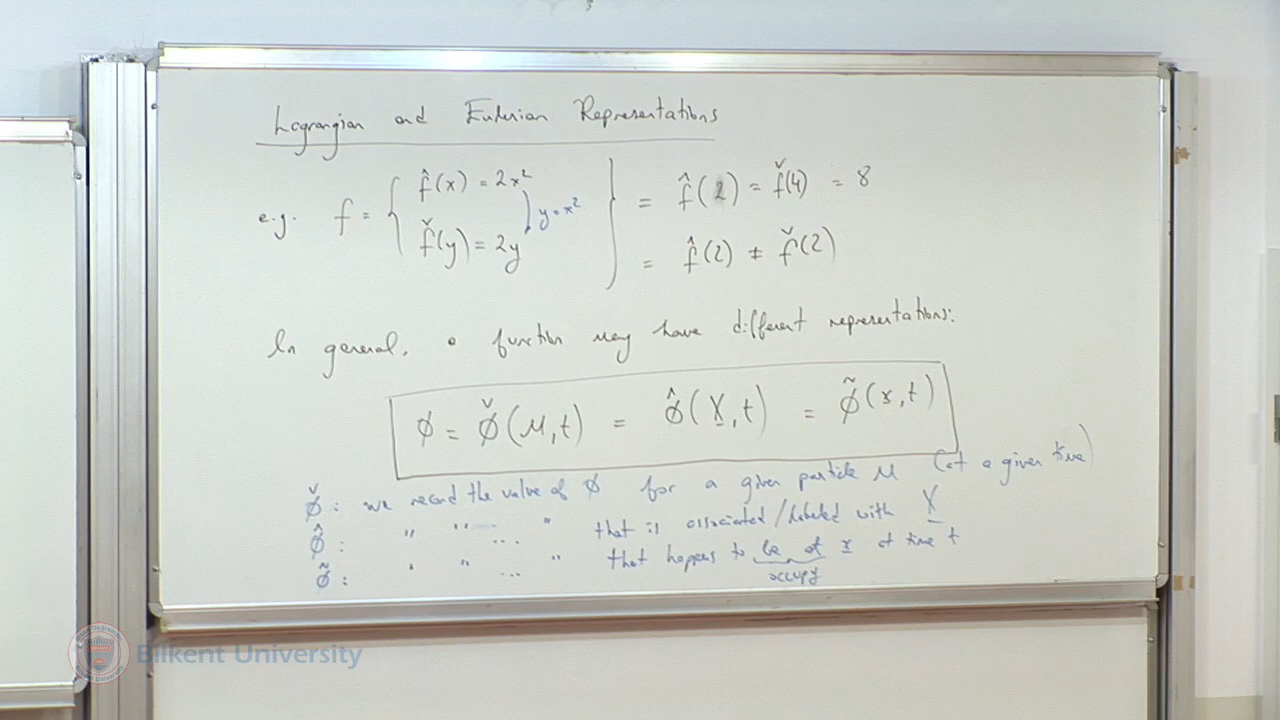 Lagrangian and Eulerian Representations
e.g. f = { f̂(x) = 2x² } = f̂(2) = f̌(4) = 8
f̌(y) = 2y ) y = x² = f̂(2) ≠ f̌(2)
In general, a function may have different representations:
φ = φ̌(M,t) = φ̂(X,t) = φ̃(x,t)
φ̌: we record the value of φ for a given particle M (at a given time)
φ̂: " " ... " that is associated/labeled with X
φ̃: " " ... " that happens to be at x at time t
occupy
Bilkent University